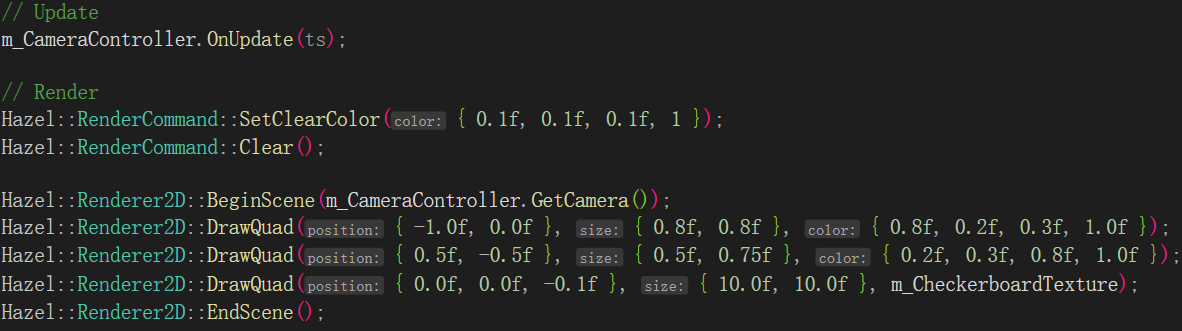 // Update
m_CameraController.OnUpdate(ts);
// Render
Hazel::RenderCommand::SetClearColor(color: { 0.1f, 0.1f, 0.1f, 1 });
Hazel::RenderCommand::Clear();
Hazel::Renderer2D::BeginScene(m_CameraController.GetCamera());
Hazel::Renderer2D::DrawQuad(position: { -1.0f, 0.0f }, size: { 0.8f, 0.8f }, color: { 0.8f, 0.2f, 0.3f, 1.0f });
Hazel::Renderer2D::DrawQuad(position: { 0.5f, -0.5f }, size: { 0.5f, 0.75f }, color: { 0.2f, 0.3f, 0.8f, 1.0f });
Hazel::Renderer2D::DrawQuad(position: { 0.0f, 0.0f, -0.1f }, size: { 10.0f, 10.0f }, m_CheckerboardTexture);
Hazel::Renderer2D::EndScene();